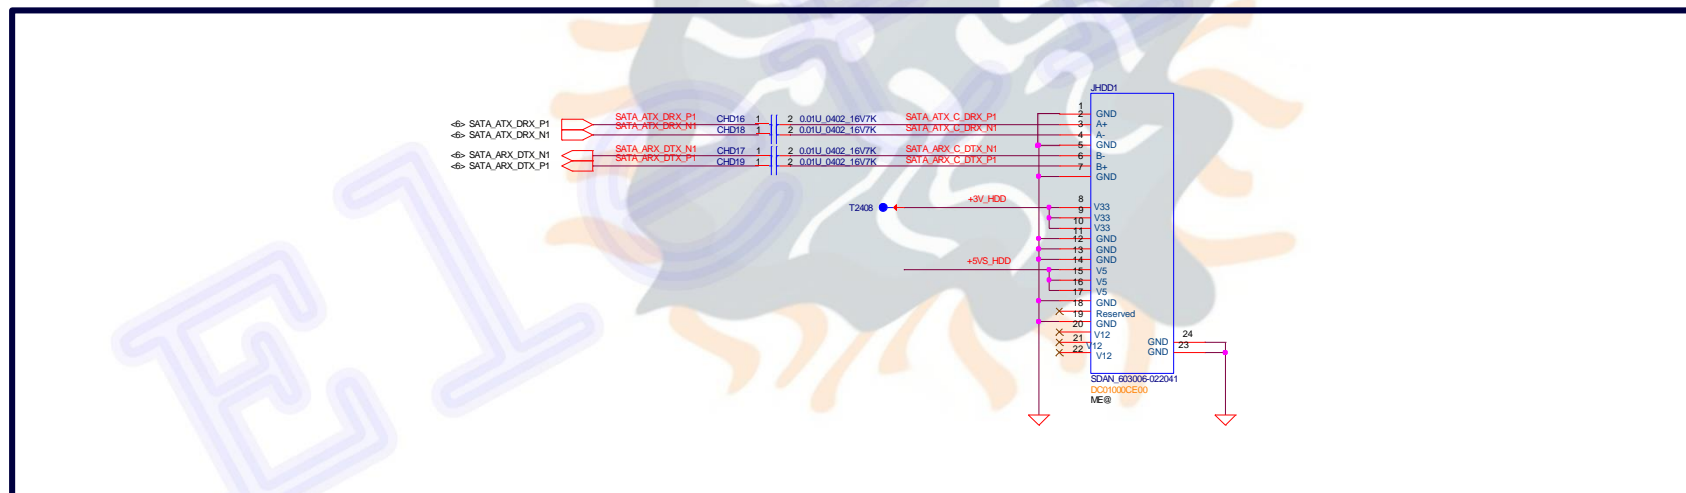 JHDD1
<6> SATA_ATX_DRX_P1 SATA_ATX_DRX_P1 CHD16 1 2 0.01U_0402_16V7K SATA_ATX_C_DRX_P1
<6> SATA_ATX_DRX_N1 SATA_ATX_DRX_N1 CHD18 1 2 0.01U_0402_16V7K SATA_ATX_C_DRX_N1
<6> SATA_ARX_DTX_N1 SATA_ARX_DTX_N1 CHD17 1 2 0.01U_0402_16V7K SATA_ARX_C_DTX_N1
<6> SATA_ARX_DTX_P1 SATA_ARX_DTX_P1 CHD19 1 2 0.01U_0402_16V7K SATA_ARX_C_DTX_P1
1 GND
2 A+
3 A-
4 GND
5 B-
6 B+
7 GND
T2408 +3V_HDD
8 V33
9 V33
10 V33
11 GND
12 GND
13 GND
+5VS_HDD
14 V5
15 V5
16 V5
17 GND
18 Reserved
19 GND
20 V12
21 V12
22 V12
GND 24
GND 23
SDAN_603006-022041
DC01000CE00
ME@